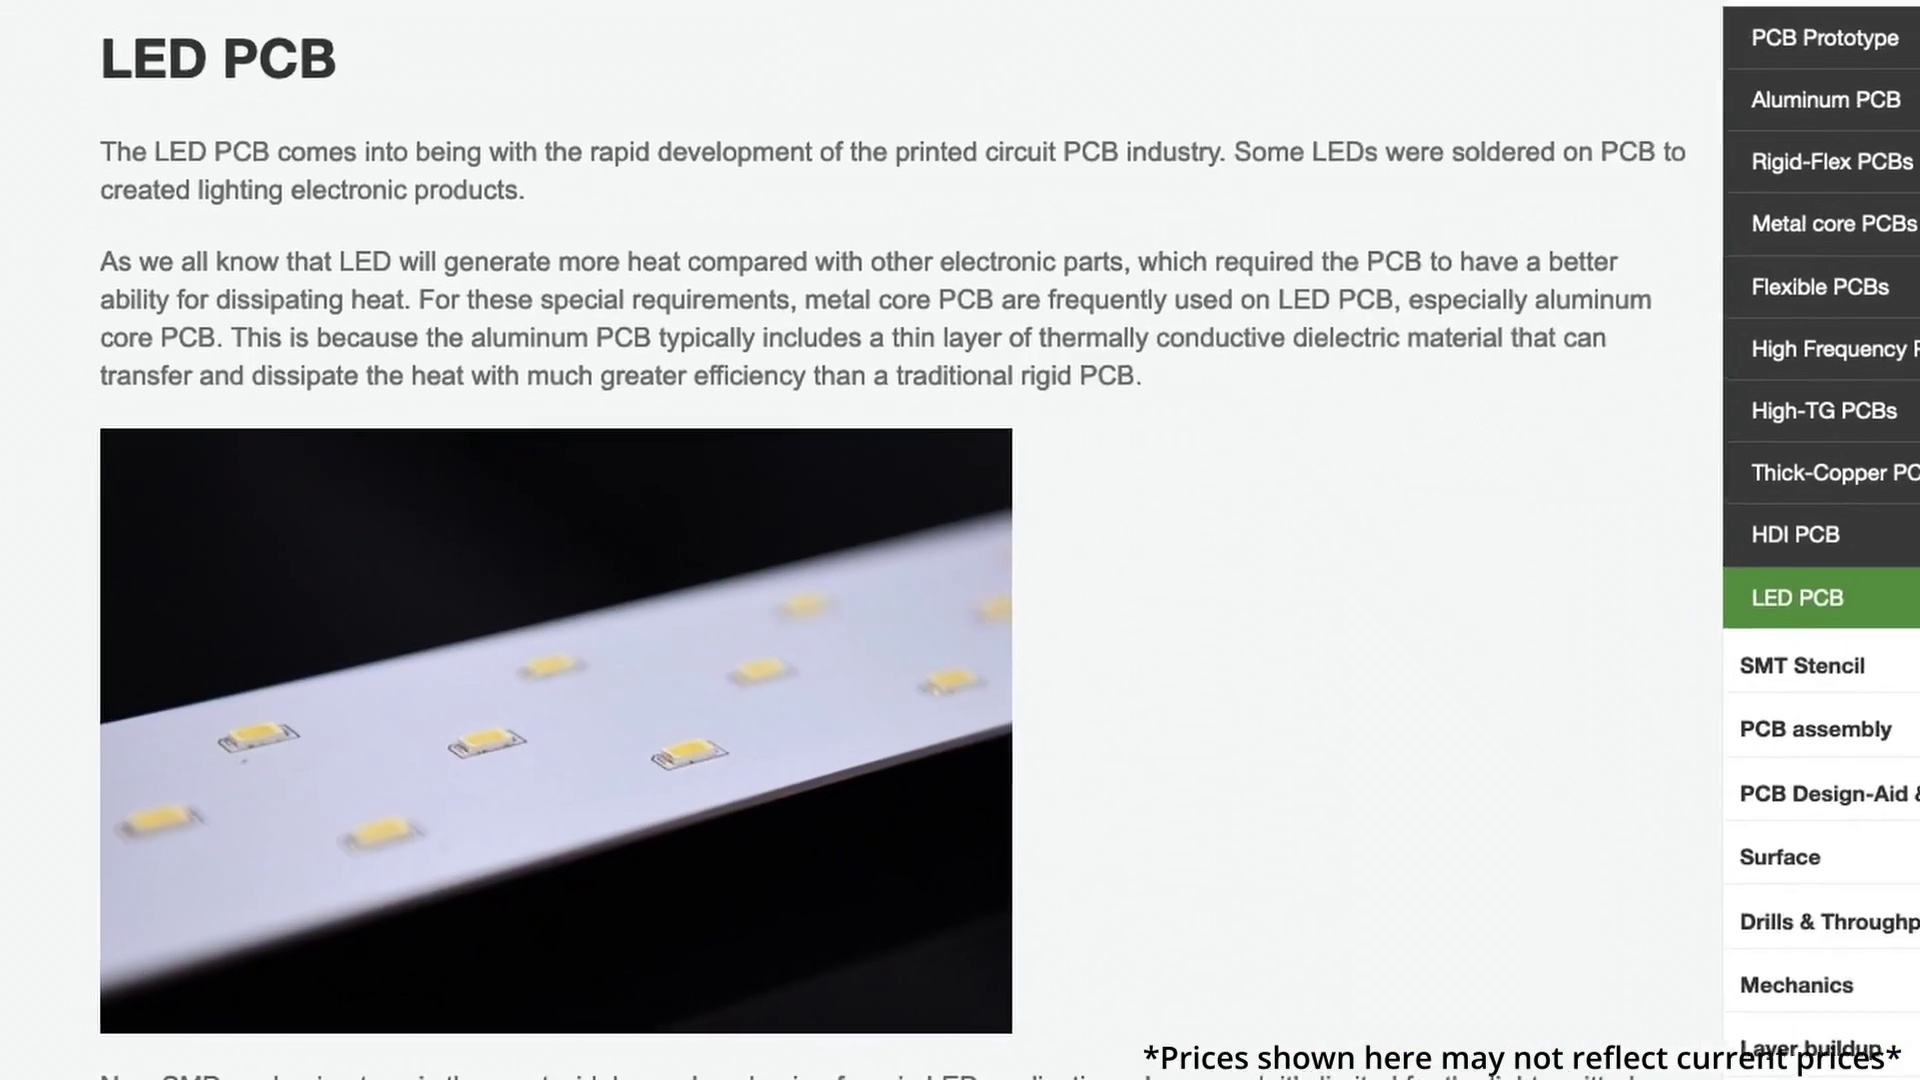 LED PCB
The LED PCB comes into being with the rapid development of the printed circuit PCB industry. Some LEDs were soldered on PCB to
created lighting electronic products.
As we all know that LED will generate more heat compared with other electronic parts, which required the PCB to have a better
ability for dissipating heat. For these special requirements, metal core PCB are frequently used on LED PCB, especially aluminum
core PCB. This is because the aluminum PCB typically includes a thin layer of thermally conductive dielectric material that can
transfer and dissipate the heat with much greater efficiency than a traditional rigid PCB.
PCB Prototype
Aluminum PCB
Rigid-Flex PCBs
Metal core PCBs
Flexible PCBs
High Frequency
High-TG PCBs
Thick-Copper
HDI PCB
LED PCB
SMT Stencil
PCB assembly
PCB Design-Aid
Surface
Drills &
Mechanics
Layer buildup
*Prices shown here may not reflect current prices*